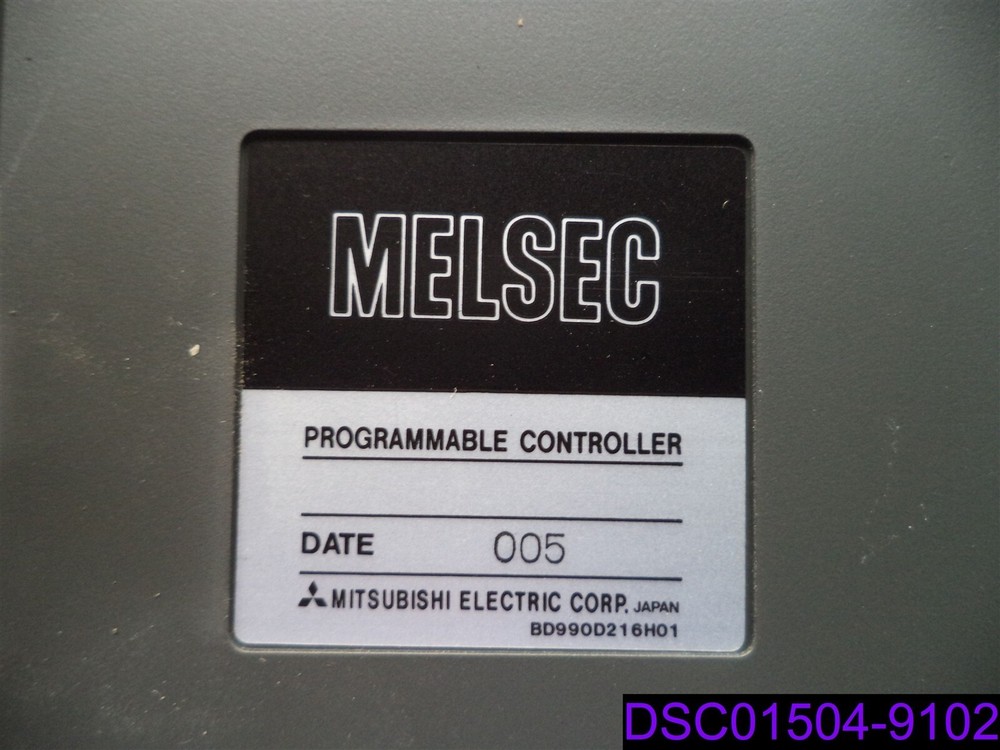 MELSEC
PROGRAMMABLE CONTROLLER
DATE 005
MITSUBISHI ELECTRIC CORP. JAPAN
BD990D216H01
DSC01504-9102